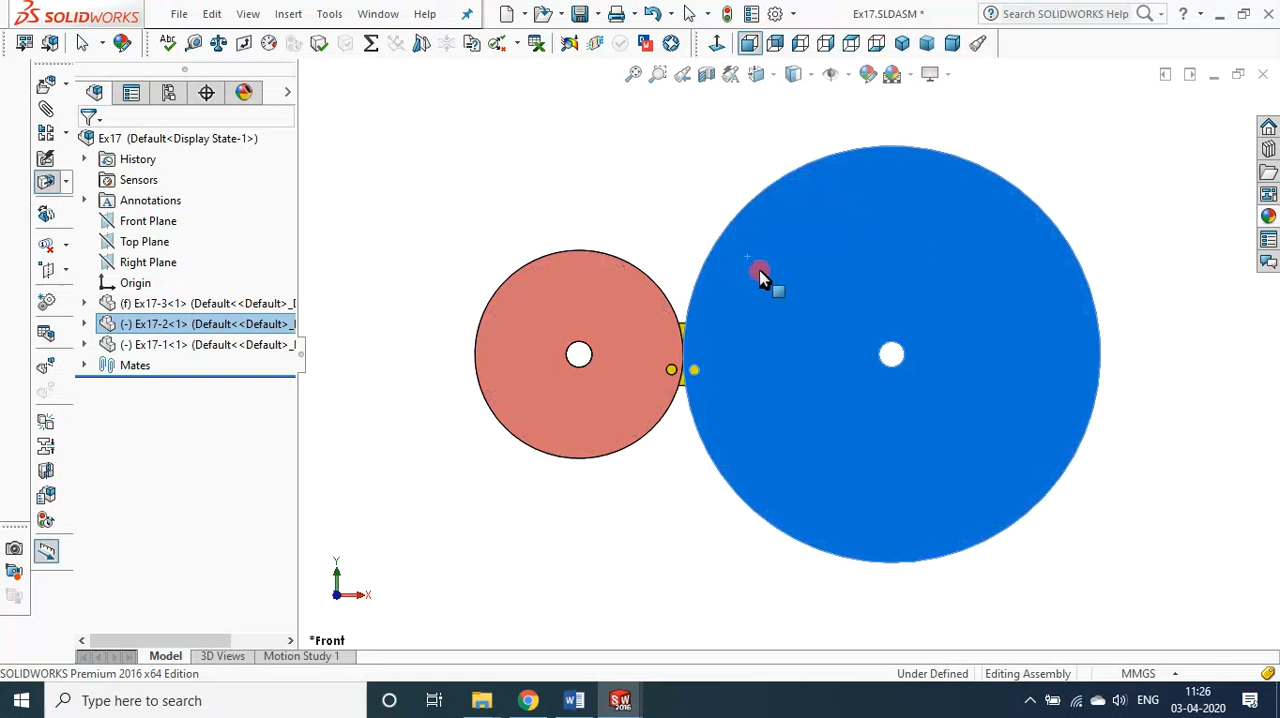 SOLIDWORKS
File Edit View Insert Tools Window Help
Ex17.SLDASM *
Search SOLIDWORKS Help
Ex17 (Default<Display State-1>)
History
Sensors
Annotations
Front Plane
Top Plane
Right Plane
Origin
(f) Ex17-3<1> (Default<<Default>_
(-) Ex17-2<1> (Default<<Default>_
(-) Ex17-1<1> (Default<<Default>_
Mates
Y
X
*Front
Model 3D Views Motion Study 1
SOLIDWORKS Premium 2016 x64 Edition
Under Defined Editing Assembly MMGS
Type here to search
ENG
11:26
03-04-2020